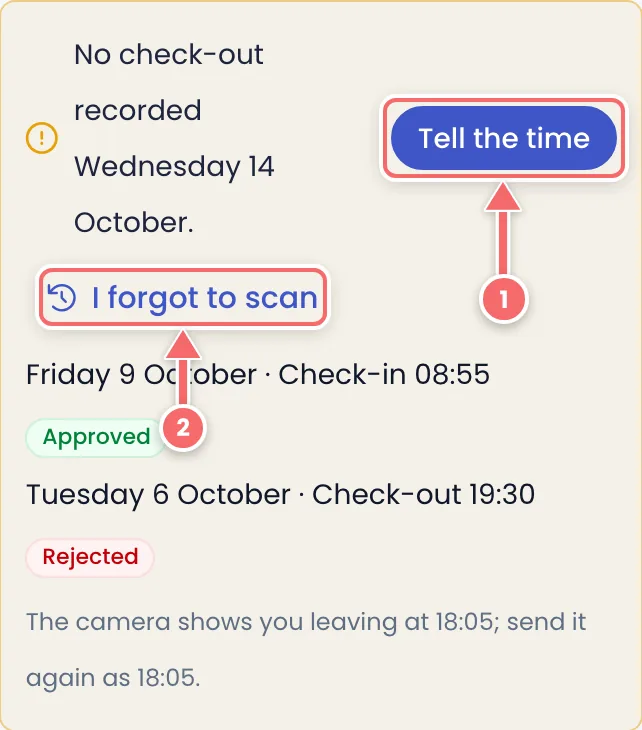 No check-out
recorded
Wednesday 14
October.
Tell the time
1
I forgot to scan
Friday 9 October · Check-in 08:55
Approved
2
Tuesday 6 October · Check-out 19:30
Rejected
The camera shows you leaving at 18:05; send it
again as 18:05.